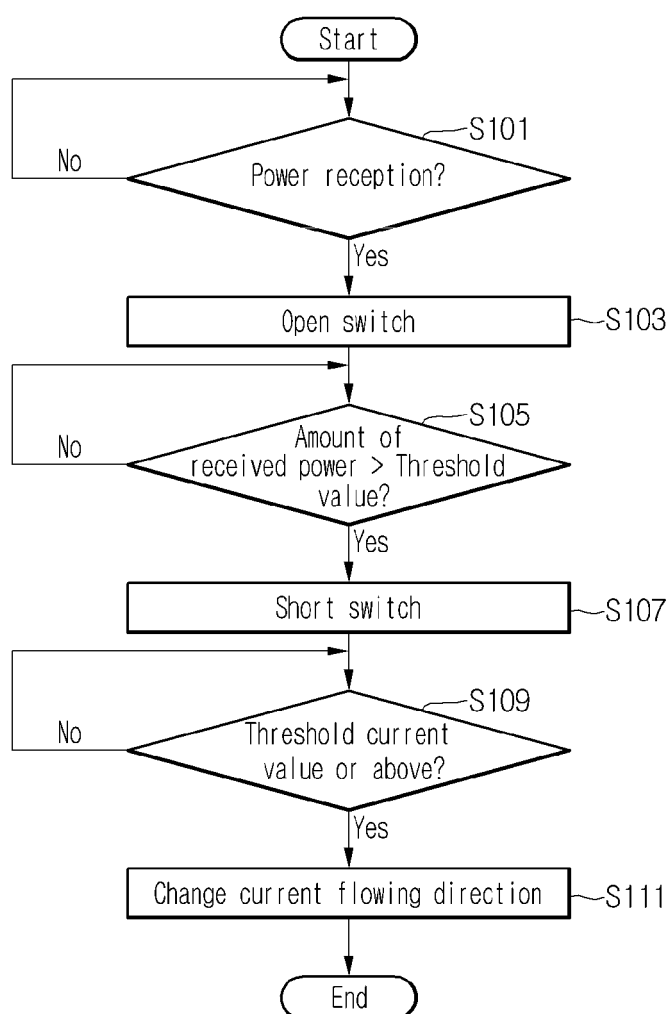 Start
S101
Power reception?
No
Yes
Open switch
S103
S105
Amount of
received power > Threshold
value?
No
Yes
Short switch
S107
S109
Threshold current
value or above?
No
Yes
Change current flowing direction
S111
End